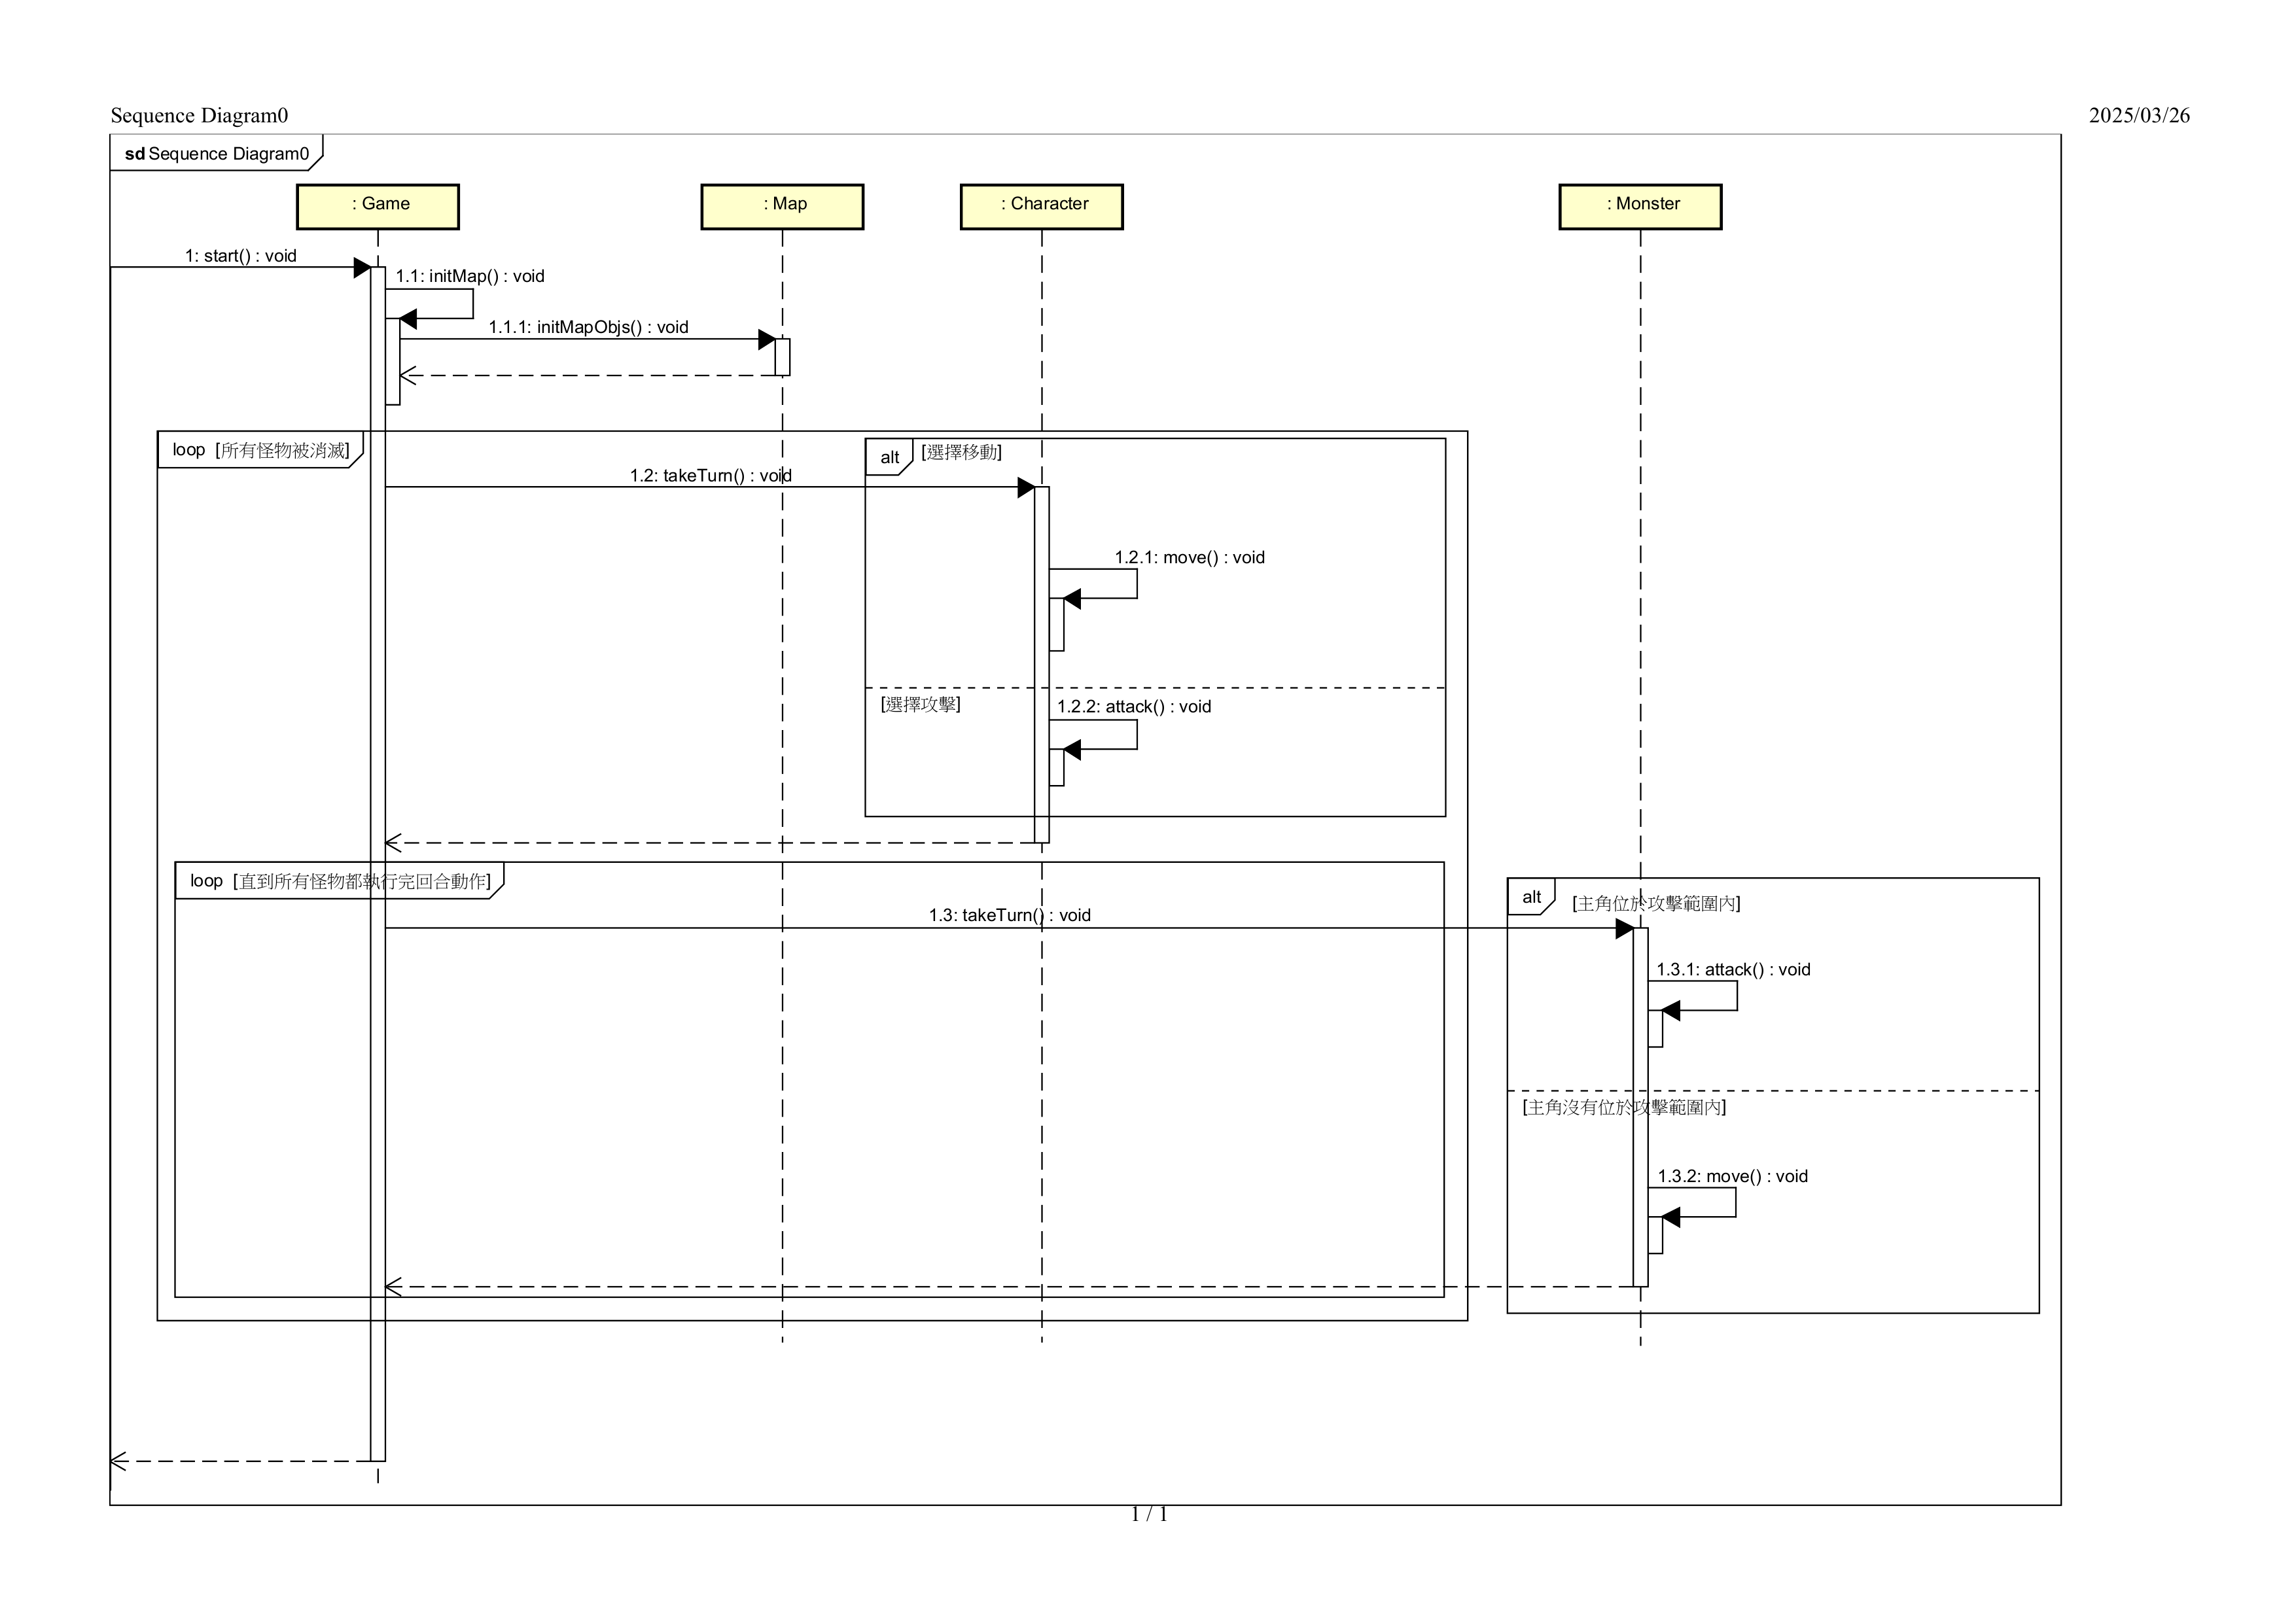 Sequence Diagram0
2025/03/26
sd Sequence Diagram0
: Game
: Map
: Character
: Monster
1: start() : void
1.1: initMap() : void
1.1.1: initMapObjs() : void
loop [所有怪物被消滅]
alt [選擇移動]
1.2: takeTurn() : void
1.2.1: move() : void
[選擇攻擊]
1.2.2: attack() : void
loop [直到所有怪物都執行完回合動作]
alt [主角位於攻擊範圍內]
1.3: takeTurn() : void
1.3.1: attack() : void
[主角沒有位於攻擊範圍內]
1.3.2: move() : void
1 / 1